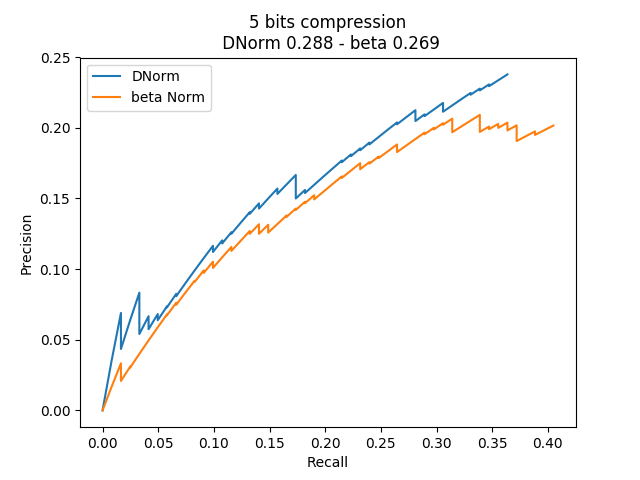 5 bits compression
DNorm 0.288 - beta 0.269
DNorm
beta Norm
Precision
0.25
0.20
0.15
0.10
0.05
0.00
0.00 0.05 0.10 0.15 0.20 0.25 0.30 0.35 0.40
Recall